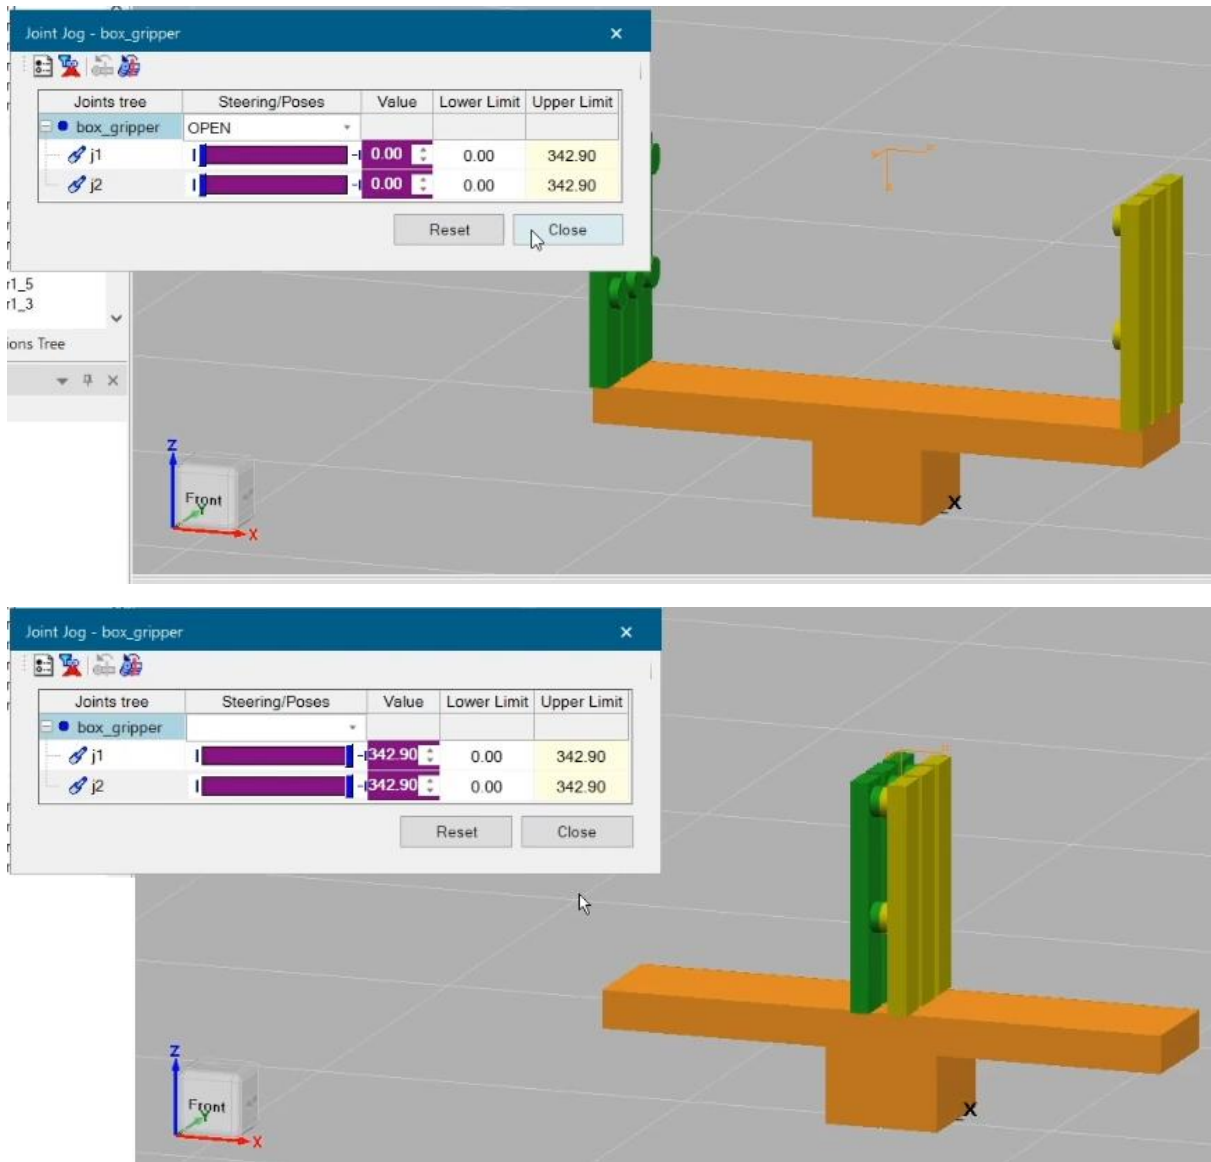 Joint Jog - box_gripper
Joints tree Steering/Poses Value Lower Limit Upper Limit
box_gripper OPEN
j1 0.00 0.00 342.90
j2 0.00 0.00 342.90
Reset Close
r1_5
r1_3
ions Tree
Z
Front
Y
X
X
Joint Jog - box_gripper
Joints tree Steering/Poses Value Lower Limit Upper Limit
box_gripper
j1 342.90 0.00 342.90
j2 342.90 0.00 342.90
Reset Close
Z
Front
Y
X
X